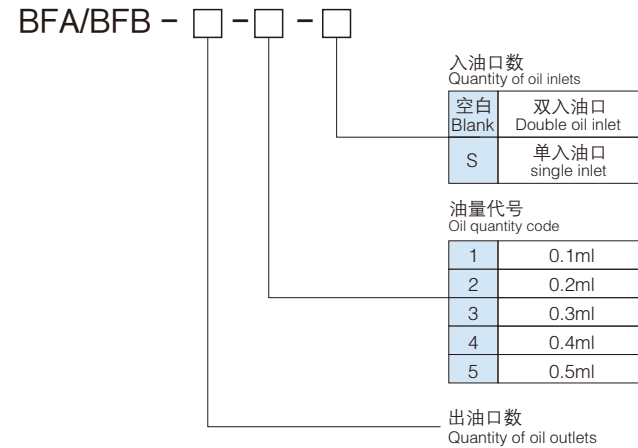 BFA/BFB - □ - □ - □
入油口数
Quantity of oil inlets
空白 双入油口
Blank Double oil inlet
S 单入油口
single inlet
油量代号
Oil quantity code
1 0.1ml
2 0.2ml
3 0.3ml
4 0.4ml
5 0.5ml
出油口数
Quantity of oil outlets